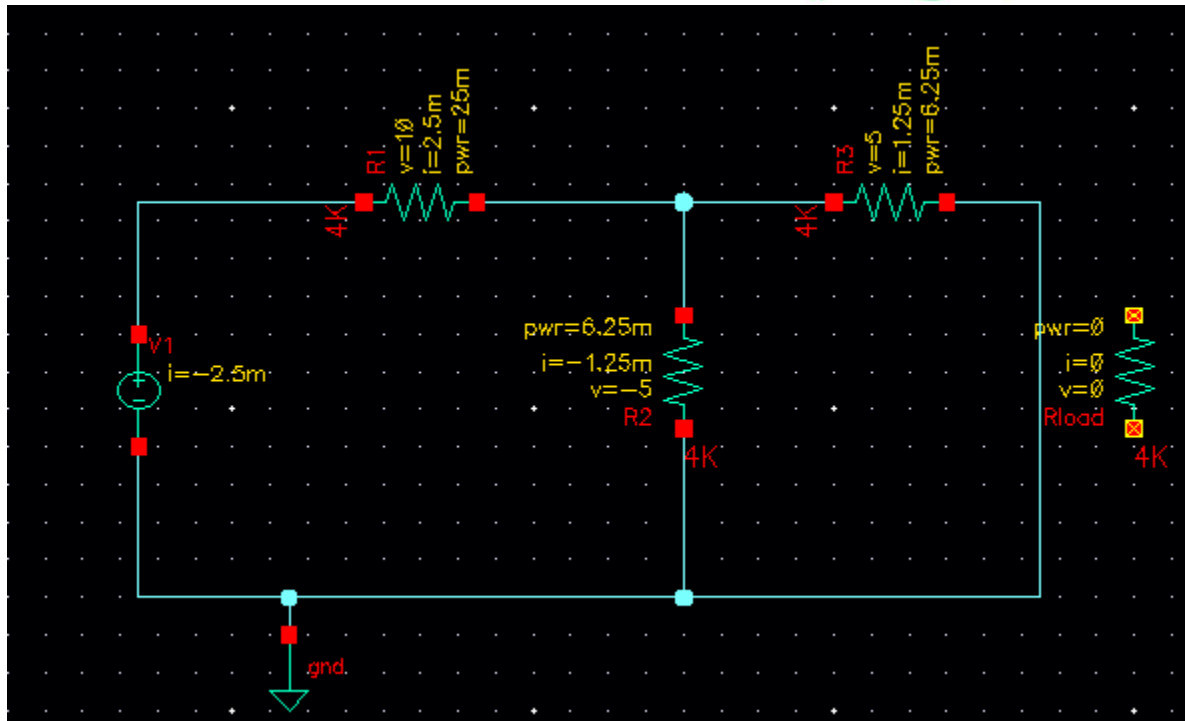 R1
v=10
i=2.5m
pwr=25m
4K
R3
v=5
i=1.25m
pwr=6.25m
4K
V1
i=-2.5m
pwr=6.25m
i=-1.25m
v=-5
R2
4K
pwr=0
i=0
v=0
Rload
4K
gnd